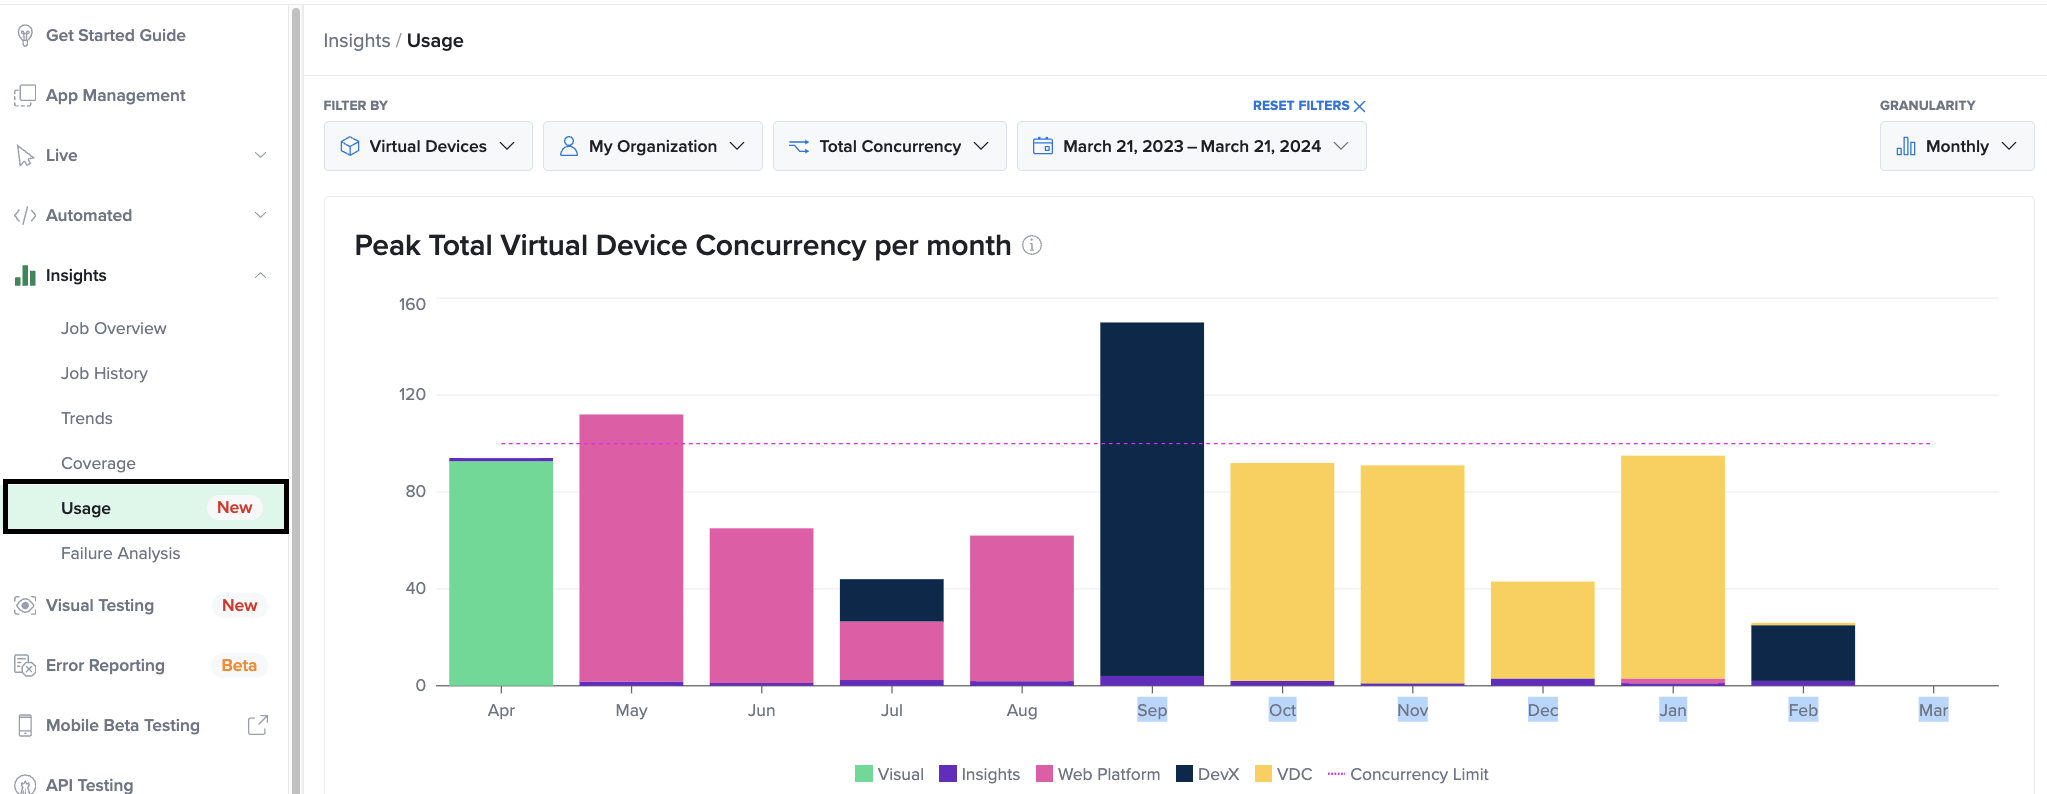 Get Started Guide
App Management
Live
Automated
Insights
Job Overview
Job History
Trends
Coverage
Usage New
Failure Analysis
Visual Testing New
Error Reporting Beta
Mobile Beta Testing
API Testing
Insights / Usage
FILTER BY
RESET FILTERS
GRANULARITY
Virtual Devices
My Organization
Total Concurrency
March 21, 2023 – March 21, 2024
Monthly
Peak Total Virtual Device Concurrency per month
160
120
80
40
0
Apr May Jun Jul Aug Sep Oct Nov Dec Jan Feb Mar
Visual Insights Web Platform DevX VDC Concurrency Limit